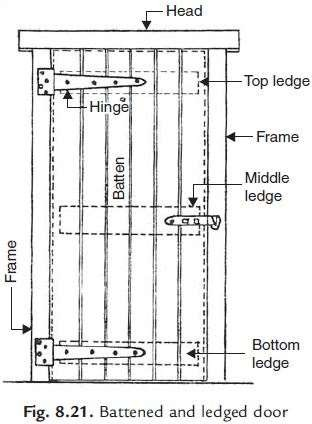 Head
Top ledge
Hinge
Frame
Batten
Middle
ledge
Frame
Bottom
ledge
Fig. 8.21. Battened and ledged door